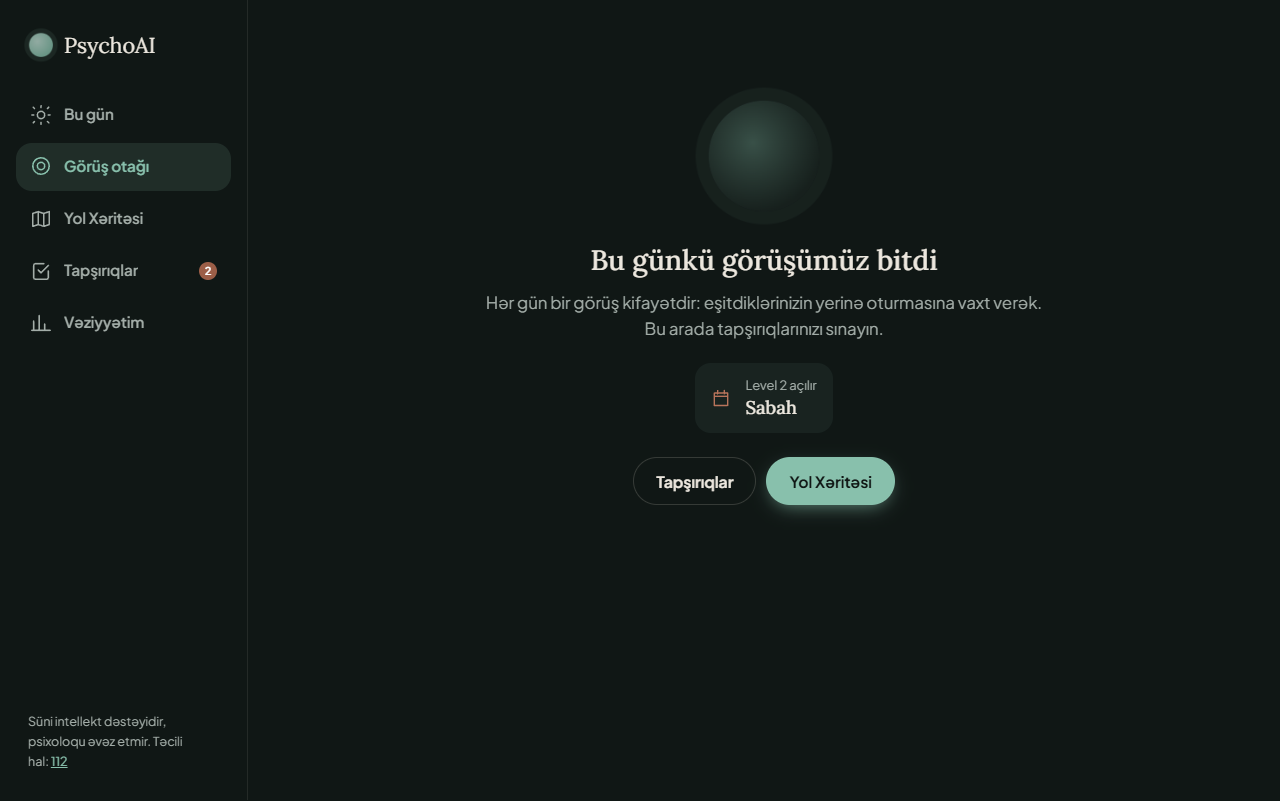 PsychoAI
Bu gün
Görüş otağı
Yol Xəritəsi
Tapşırıqlar
2
Vəziyyətim
Bu günkü görüşümüz bitdi
Hər gün bir görüş kifayətdir: eşitdiklərinizin yerinə oturmasına vaxt verək.
Bu arada tapşırıqlarınızı sınayın.
Level 2 açılır
Sabah
Tapşırıqlar
Yol Xəritəsi
Süni intellekt dəstəyidir,
psixoloqu əvəz etmir. Təcili
hal: 112